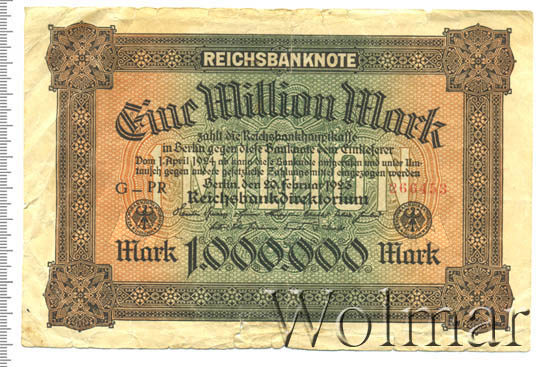 REICHSBANKNOTE
Eine Million Mark
zahlt die Reichsbankhauptkasse
in Berlin gegen diese Banknote dem Einlieferer
Vom 1. April 1924 ab kann diese Banknote aufgerufen und unter Um-
tausch gegen andere gesetzliche Zahlungsmittel eingezogen werden
Berlin, den 20. Februar 1923
G-PR
266453
Reichsbankdirektorium
Mark 1.000.000 Mark
Wolmar